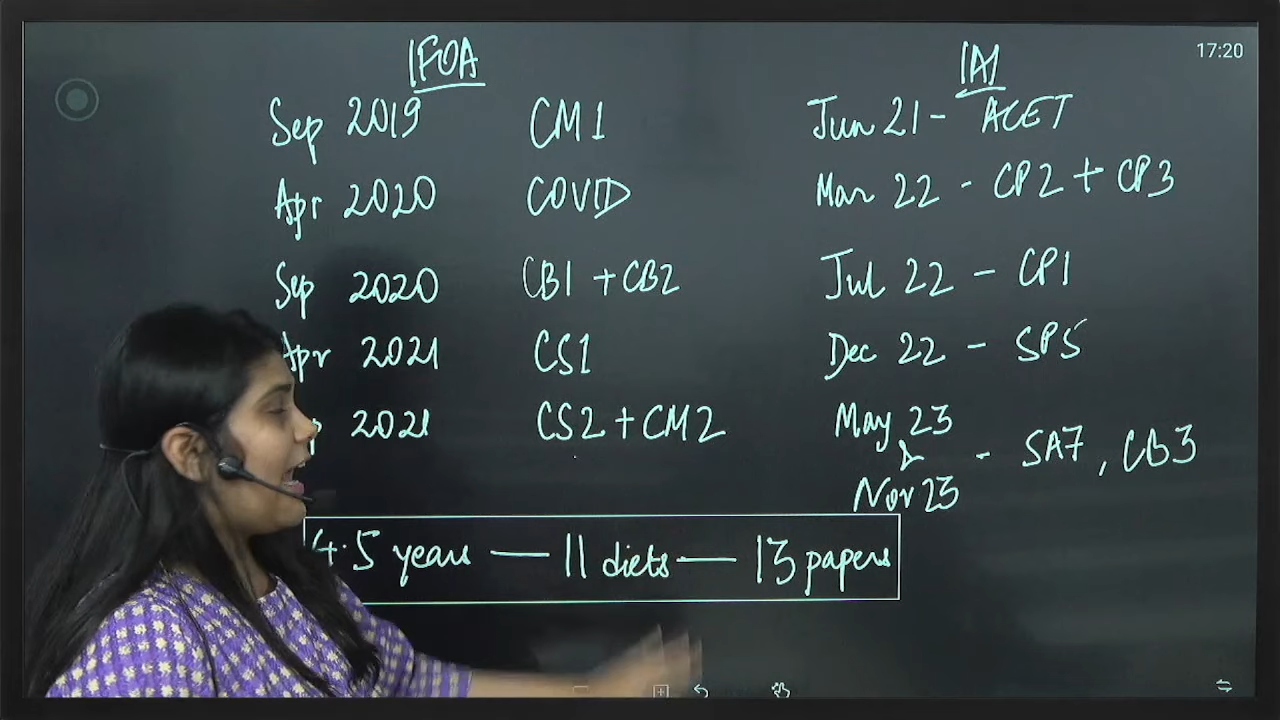 IFOA
IAI
17:20
Sep 2019 CM1
Jun 21 - ACET
Apr 2020 COVID
Mar 22 - CP2 + CP3
Sep 2020 CB1 + CB2
Jul 22 - CP1
Apr 2021 CS1
Dec 22 - SP5
2021 CS2 + CM2
May 23
Nov 23 - SA7, CB3
4.5 years — 11 diets — 13 papers